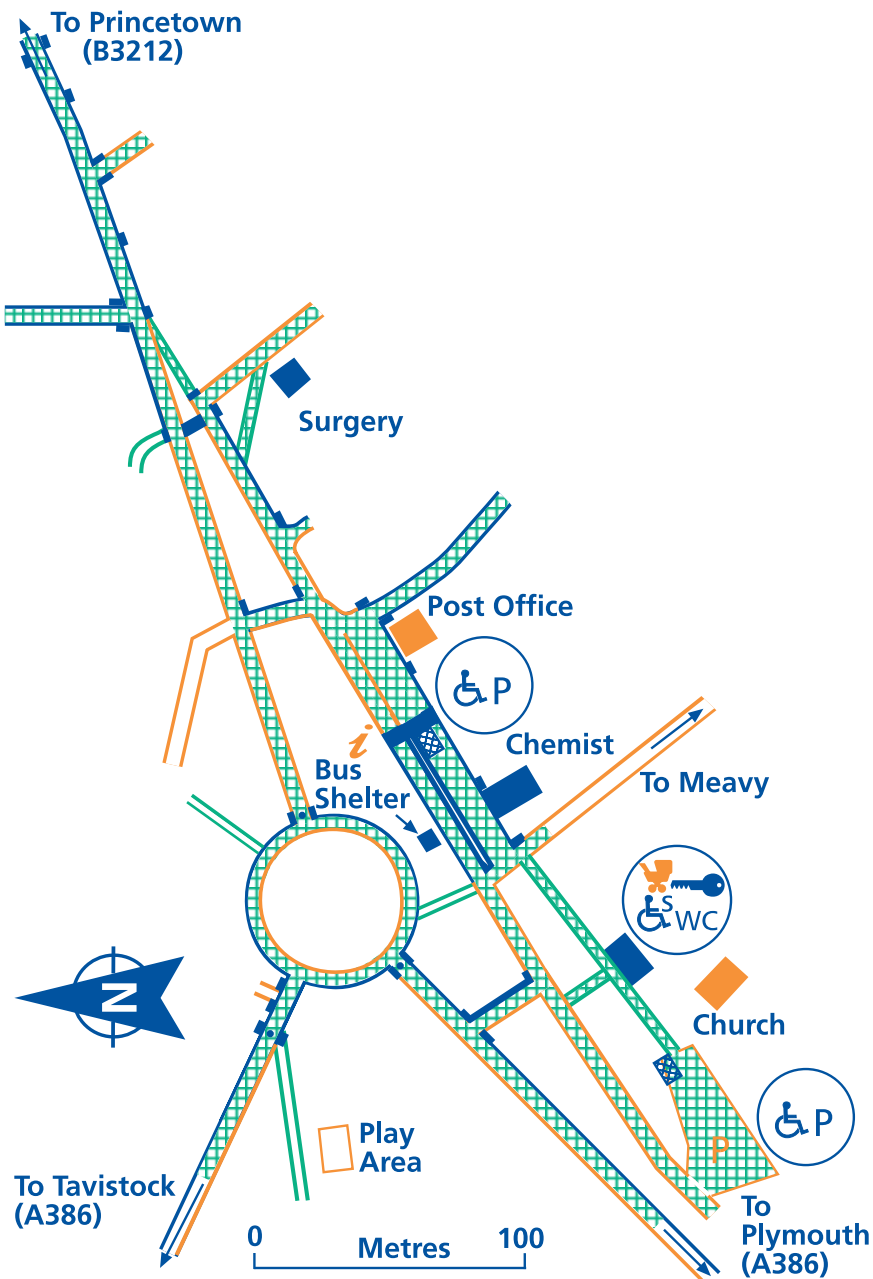 To Princetown
(B3212)
Surgery
Post Office
P
i
Chemist
Bus
Shelter
To Meavy
S
WC
N
Church
P
P
Play
Area
To Tavistock
(A386)
To
Plymouth
(A386)
0
100
Metres